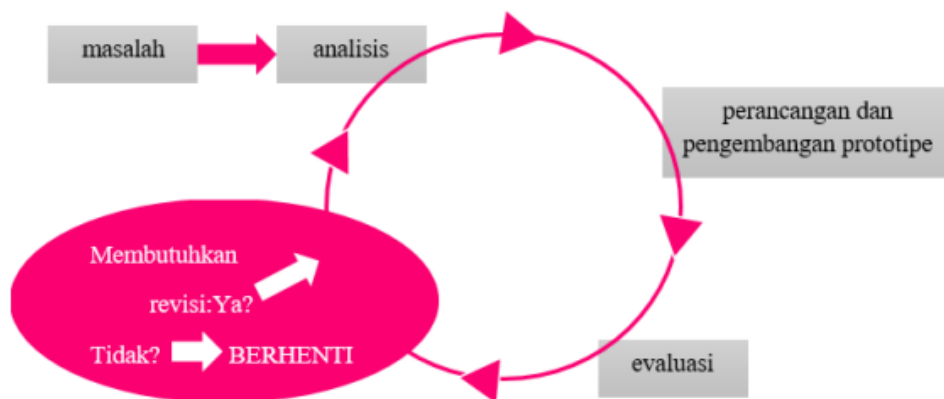 masalah
analisis
perancangan dan
pengembangan prototipe
evaluasi
Membutuhkan
revisi:Ya?
Tidak?
BERHENTI